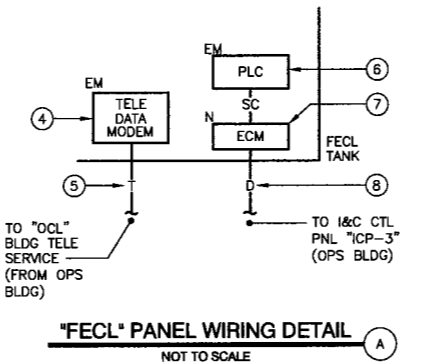 EM
PLC
6
EM
SC
7
TELE
DATA
MODEM
4
N
ECM
FECL
TANK
5
T
D
8
TO "OCL"
BLDG TELE
SERVICE
(FROM OPS
BLDG)
TO I&C CTL
PNL "ICP-3"
(OPS BLDG)
"FECL" PANEL WIRING DETAIL
A
NOT TO SCALE